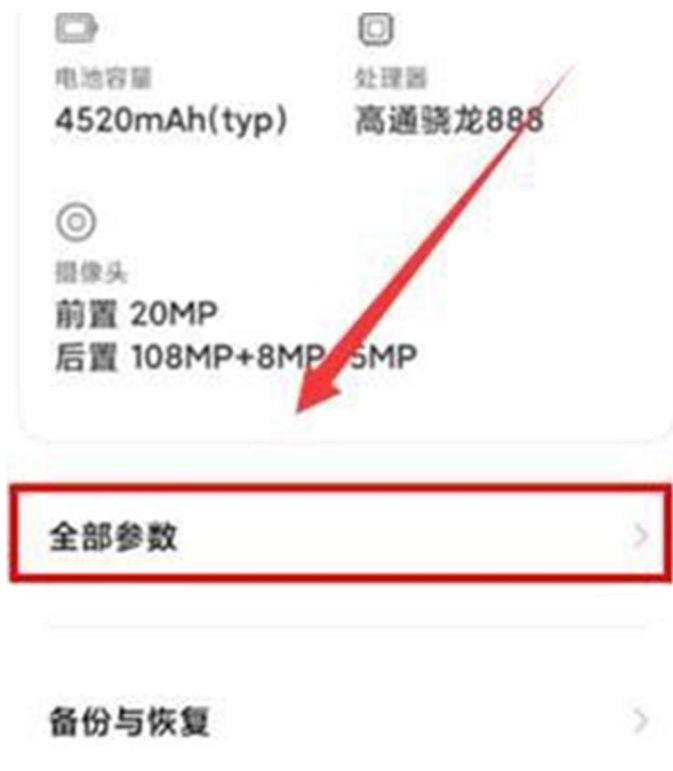 电池容量
处理器
4520mAh(typ)
高通骁龙888
摄像头
前置 20MP
后置 108MP+8MP 5MP
全部参数
备份与恢复